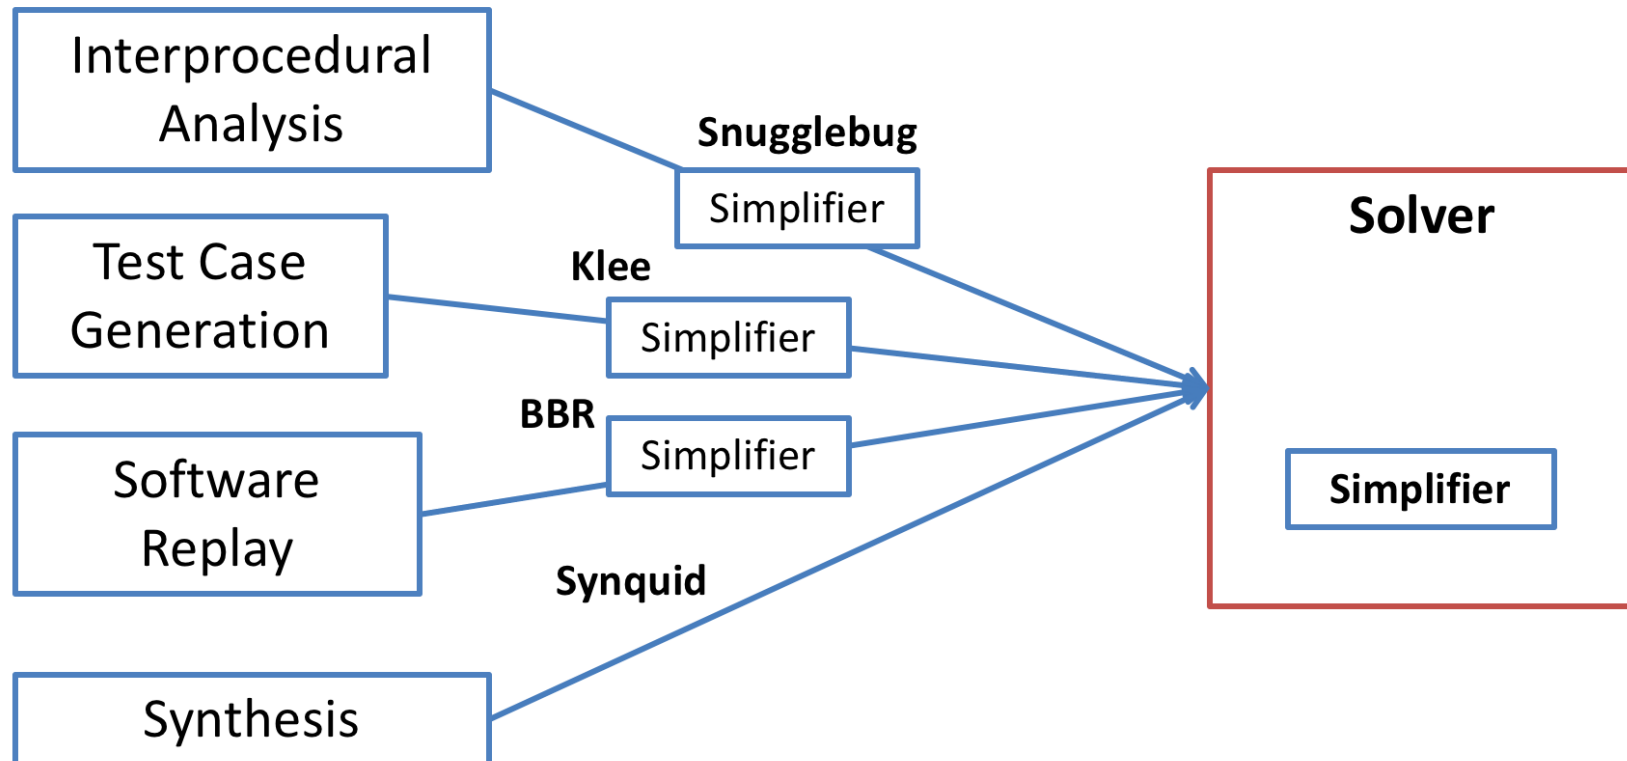 Interprocedural
Analysis
Snugglebug
Simplifier
Solver
Test Case
Generation
Klee
Simplifier
BBR
Simplifier
Software
Replay
Simplifier
Synquid
Synthesis